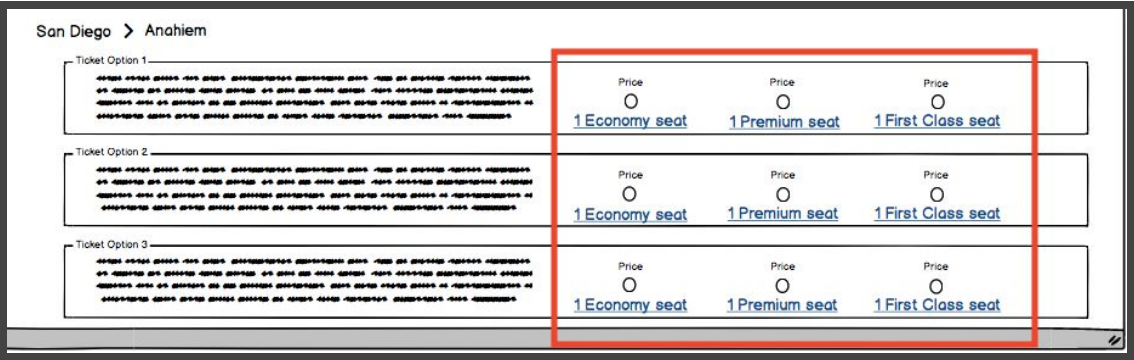 San Diego > Anahiem
Ticket Option 1
Price Price Price
1 Economy seat 1 Premium seat 1 First Class seat
Ticket Option 2
Price Price Price
1 Economy seat 1 Premium seat 1 First Class seat
Ticket Option 3
Price Price Price
1 Economy seat 1 Premium seat 1 First Class seat